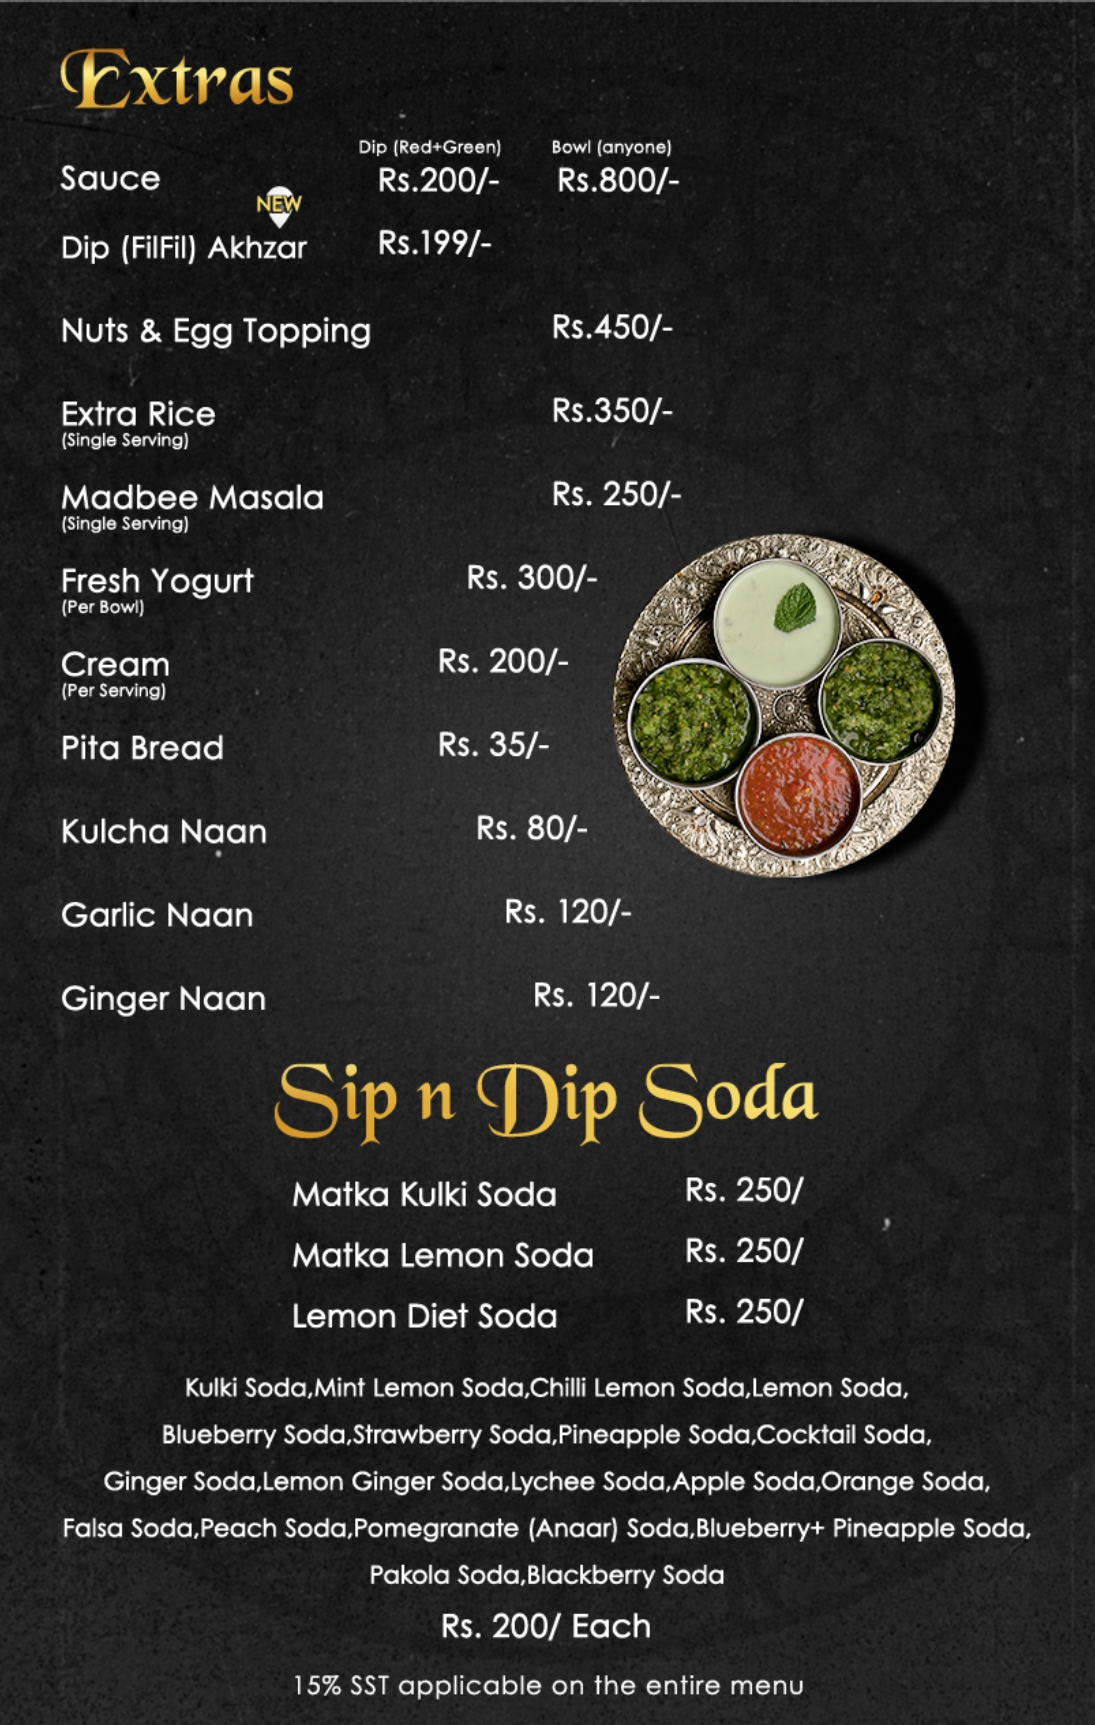 Extras
Dip (Red+Green) Bowl (anyone)
Sauce Rs.200/- Rs.800/-
NEW
Dip (FilFil) Akhzar Rs.199/-
Nuts & Egg Topping Rs.450/-
Extra Rice Rs.350/-
(Single Serving)
Madbee Masala Rs. 250/-
(Single Serving)
Fresh Yogurt Rs. 300/-
(Per Bowl)
Cream Rs. 200/-
(Per Serving)
Pita Bread Rs. 35/-
Kulcha Naan Rs. 80/-
Garlic Naan Rs. 120/-
Ginger Naan Rs. 120/-
Sip n Dip Soda
Matka Kulki Soda Rs. 250/
Matka Lemon Soda Rs. 250/
Lemon Diet Soda Rs. 250/
Kulki Soda,Mint Lemon Soda,Chilli Lemon Soda,Lemon Soda,
Blueberry Soda,Strawberry Soda,Pineapple Soda,Cocktail Soda,
Ginger Soda,Lemon Ginger Soda,Lychee Soda,Apple Soda,Orange Soda,
Falsa Soda,Peach Soda,Pomegranate (Anaar) Soda,Blueberry+ Pineapple Soda,
Pakola Soda,Blackberry Soda
Rs. 200/ Each
15% SST applicable on the entire menu